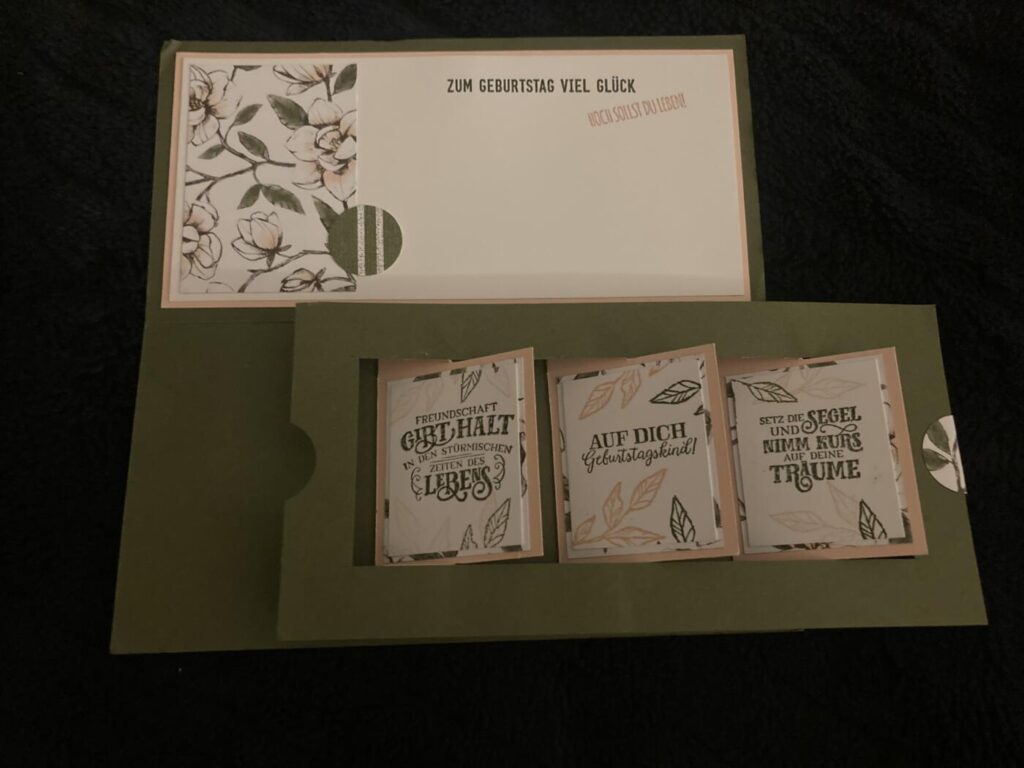 ZUM GEBURTSTAG VIEL GLÜCK
HOCH SOLLST DU LEBEN!
FREUNDSCHAFT
GIBT HALT
IN DEN STÜRMISCHEN
ZEITEN DES
LEBENS
AUF DICH
Geburtstagskind!
SETZ DIE SEGEL
UND NIMM KURS
AUF DEINE
TRÄUME